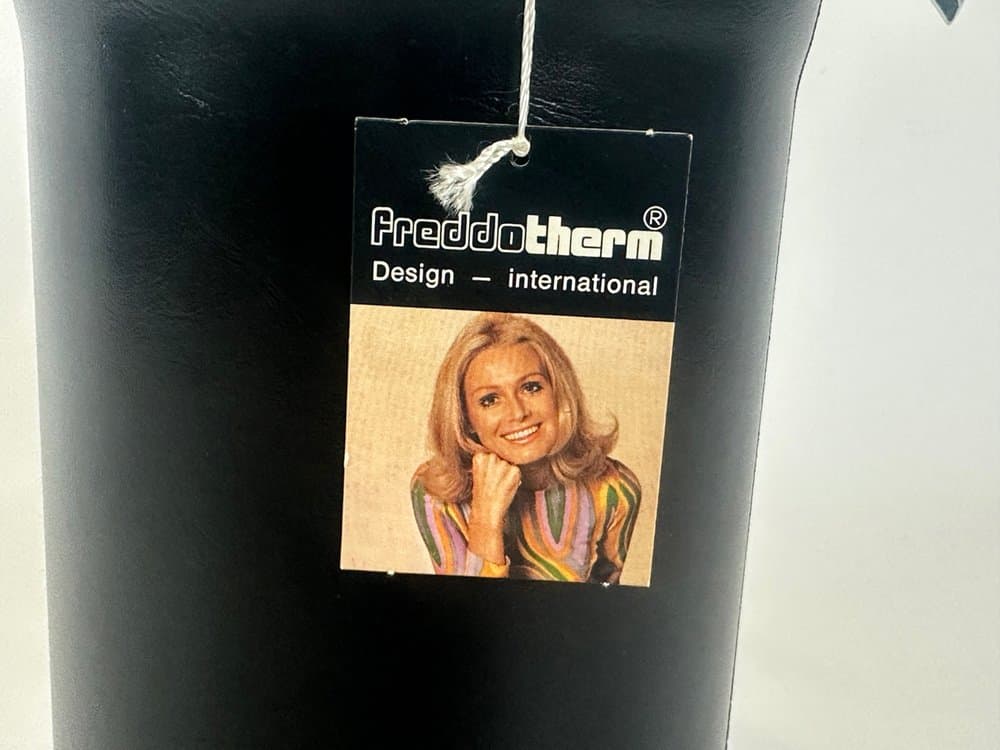 freddotherm®
Design – international